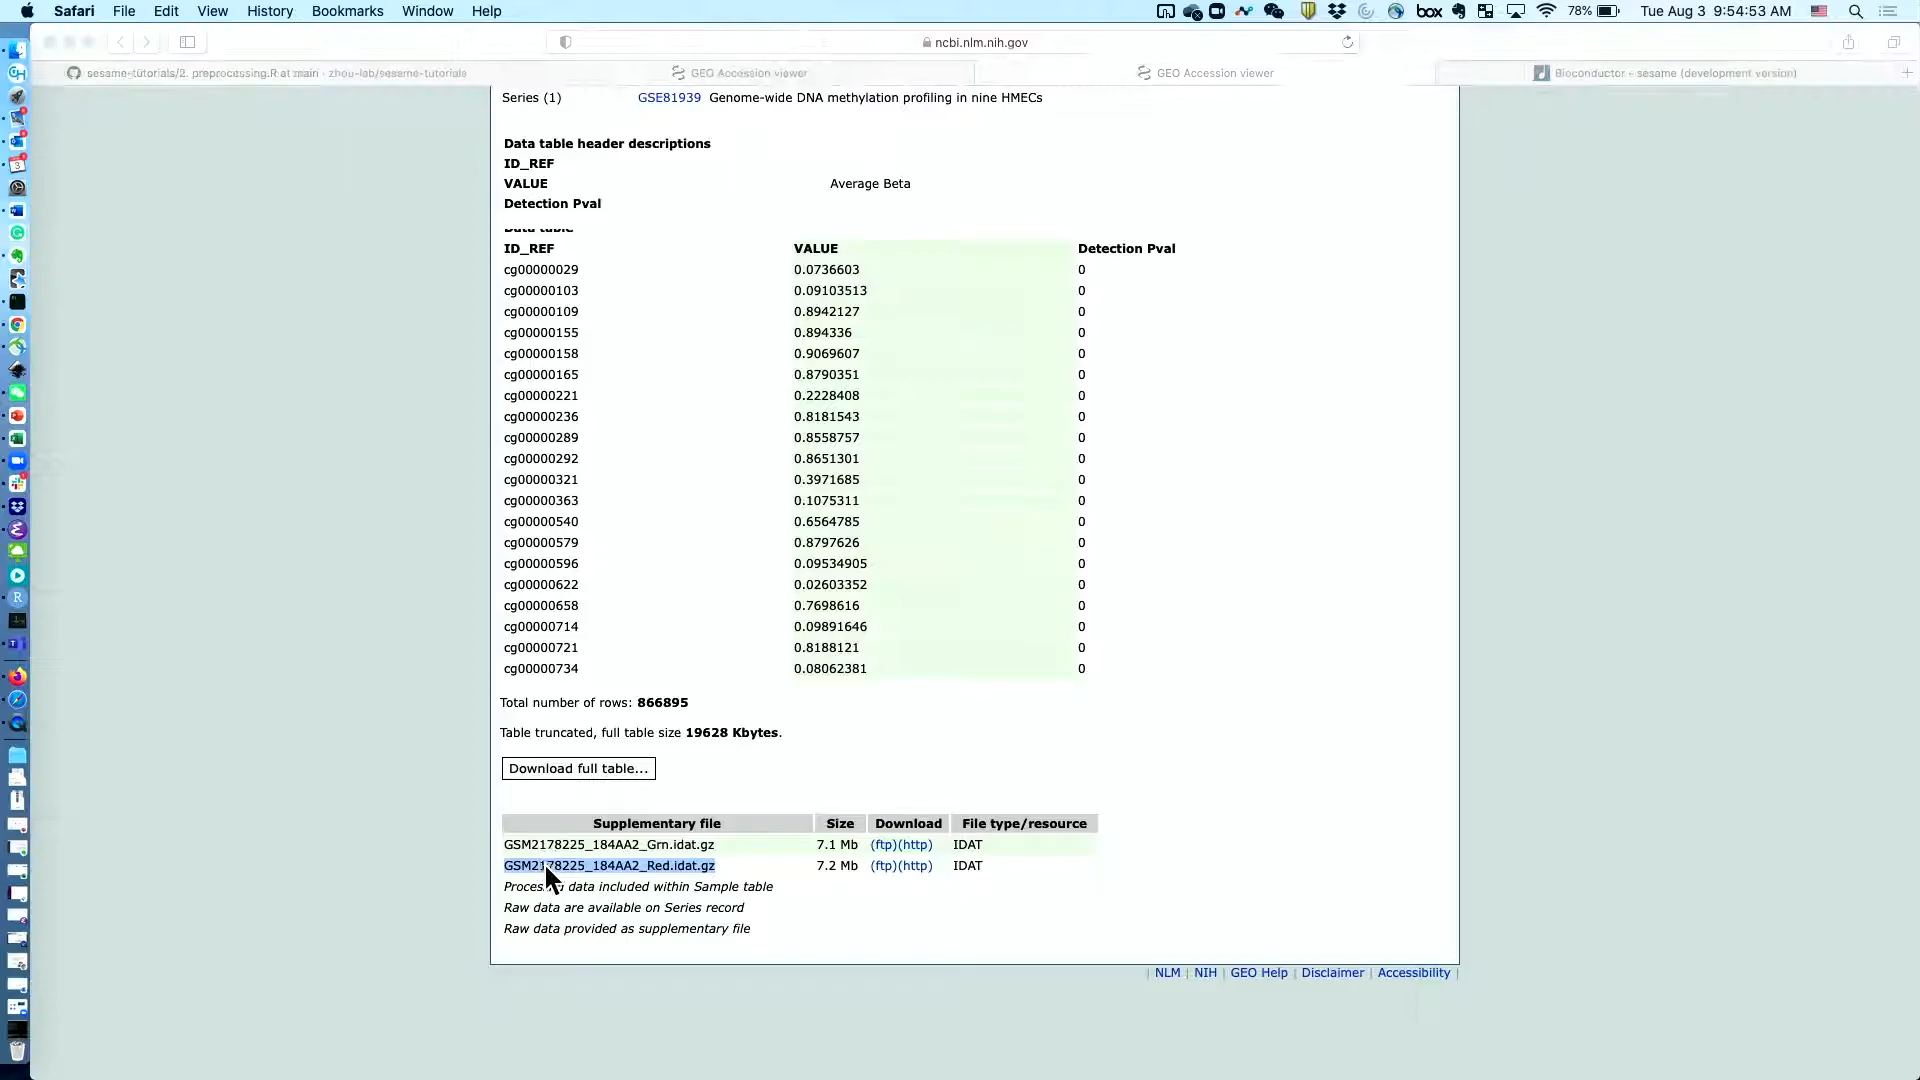 Safari File Edit View History Bookmarks Window Help box 78% Tue Aug 3 9:54:53 AM
ncbi.nlm.nih.gov
sesame-tutorials/2. preprocessing.R at main · zhou-lab/sesame-tutorials GEO Accession viewer GEO Accession viewer Bioconductor - sesame (development version)
Series (1) GSE81939 Genome-wide DNA methylation profiling in nine HMECs
Data table header descriptions
ID_REF
VALUE Average Beta
Detection Pval
Data table
ID_REF VALUE Detection Pval
cg00000029 0.0736603 0
cg00000103 0.09103513 0
cg00000109 0.8942127 0
cg00000155 0.894336 0
cg00000158 0.9069607 0
cg00000165 0.8790351 0
cg00000221 0.2228408 0
cg00000236 0.8181543 0
cg00000289 0.8558757 0
cg00000292 0.8651301 0
cg00000321 0.3971685 0
cg00000363 0.1075311 0
cg00000540 0.6564785 0
cg00000579 0.8797626 0
cg00000596 0.09534905 0
cg00000622 0.02603352 0
cg00000658 0.7698616 0
cg00000714 0.09891646 0
cg00000721 0.8188121 0
cg00000734 0.08062381 0
Total number of rows: 866895
Table truncated, full table size 19628 Kbytes.
Download full table...
Supplementary file Size Download File type/resource
GSM2178225_184AA2_Grn.idat.gz 7.1 Mb (ftp)(http) IDAT
GSM2178225_184AA2_Red.idat.gz 7.2 Mb (ftp)(http) IDAT
data included within Sample table
Raw data are available on Series record
Raw data provided as supplementary file
| NLM | NIH | GEO Help | Disclaimer | Accessibility |